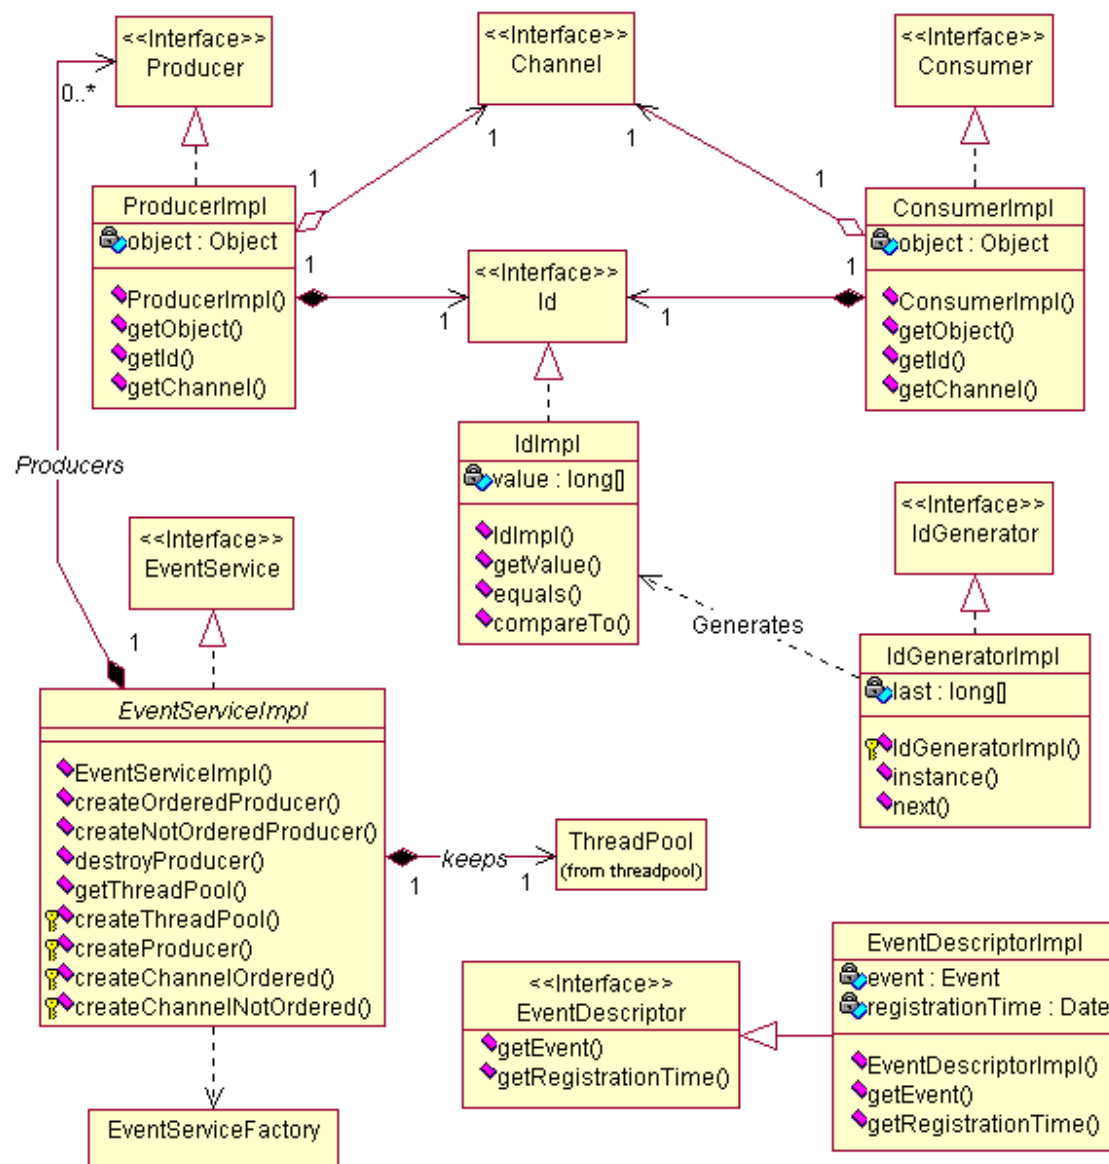 <<Interface>>
Producer
0..*
<<Interface>>
Channel
<<Interface>>
Consumer
1
1
1
1
ProducerImpl
object : Object
ProducerImpl()
getObject()
getId()
getChannel()
1
1
<<Interface>>
Id
1
1
ConsumerImpl
object : Object
ConsumerImpl()
getObject()
getId()
getChannel()
Producers
IdImpl
value : long[]
IdImpl()
getValue()
equals()
compareTo()
<<Interface>>
IdGenerator
Generates
IdGeneratorImpl
last : long[]
IdGeneratorImpl()
instance()
next()
<<Interface>>
EventService
1
EventServiceImpl
EventServiceImpl()
createOrderedProducer()
createNotOrderedProducer()
destroyProducer()
getThreadPool()
createThreadPool()
createProducer()
createChannelOrdered()
createChannelNotOrdered()
1
keeps
1
ThreadPool
(from threadpool)
<<Interface>>
EventDescriptor
getEvent()
getRegistrationTime()
EventDescriptorImpl
event : Event
registrationTime : Date
EventDescriptorImpl()
getEvent()
getRegistrationTime()
EventServiceFactory